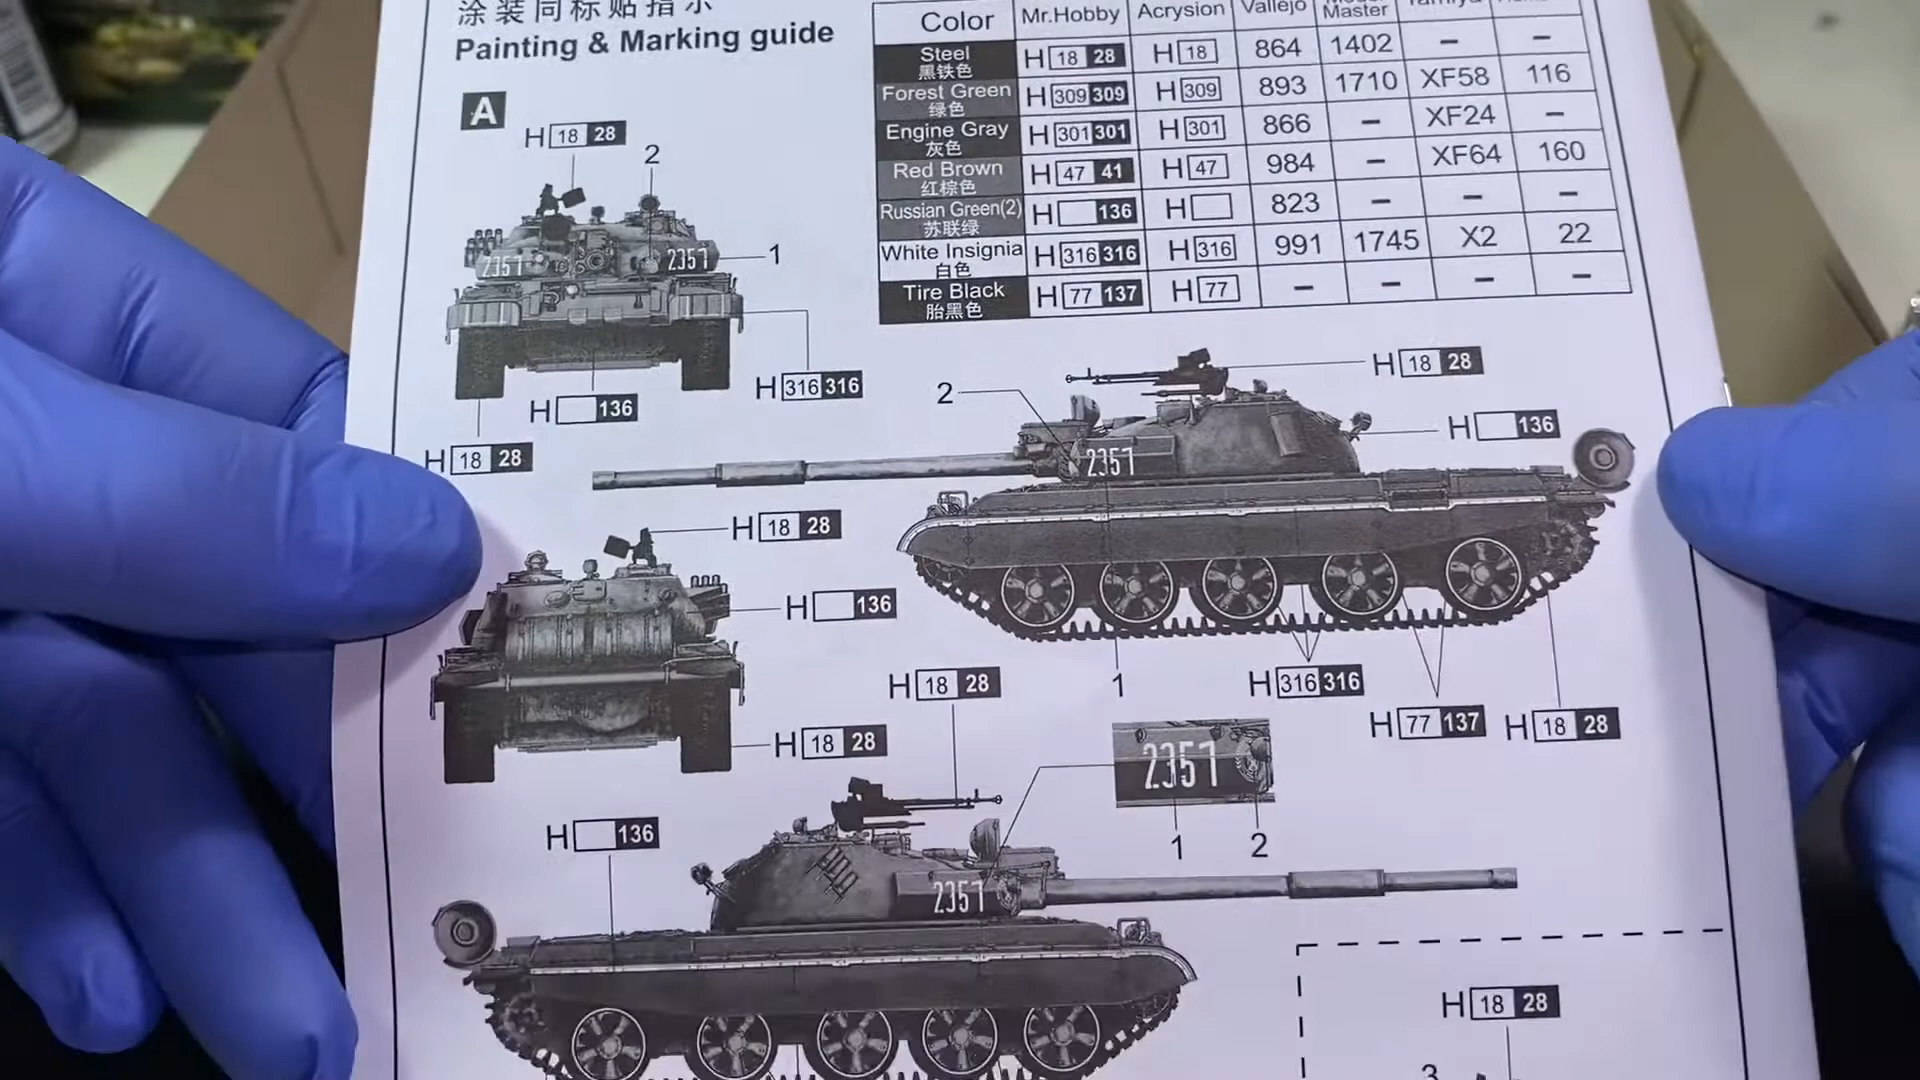 涂装同标贴指示
Painting & Marking guide
Color Mr.Hobby Acrysion Vallejo Master
Steel 黑铁色 H 18 28 H 18 864 1402 – –
Forest Green 绿色 H 309 309 H 309 893 1710 XF58 116
Engine Gray 灰色 H 301 301 H 301 866 – XF24 –
Red Brown 红棕色 H 47 41 H 47 984 – XF64 160
Russian Green(2) 苏联绿 H 136 H 823 – – –
White Insignia 白色 H 316 316 H 316 991 1745 X2 22
Tire Black 胎黑色 H 77 137 H 77 – – – –
A
H 18 28
2
2357 2357
1
H 316 316
H 136
H 18 28
H 18 28
2
H 136
2357
H 18 28
H 136
1
H 316 316
H 77 137
H 18 28
H 18 28
H 18 28
2357
1 2
H 136
2357
H 18 28
3